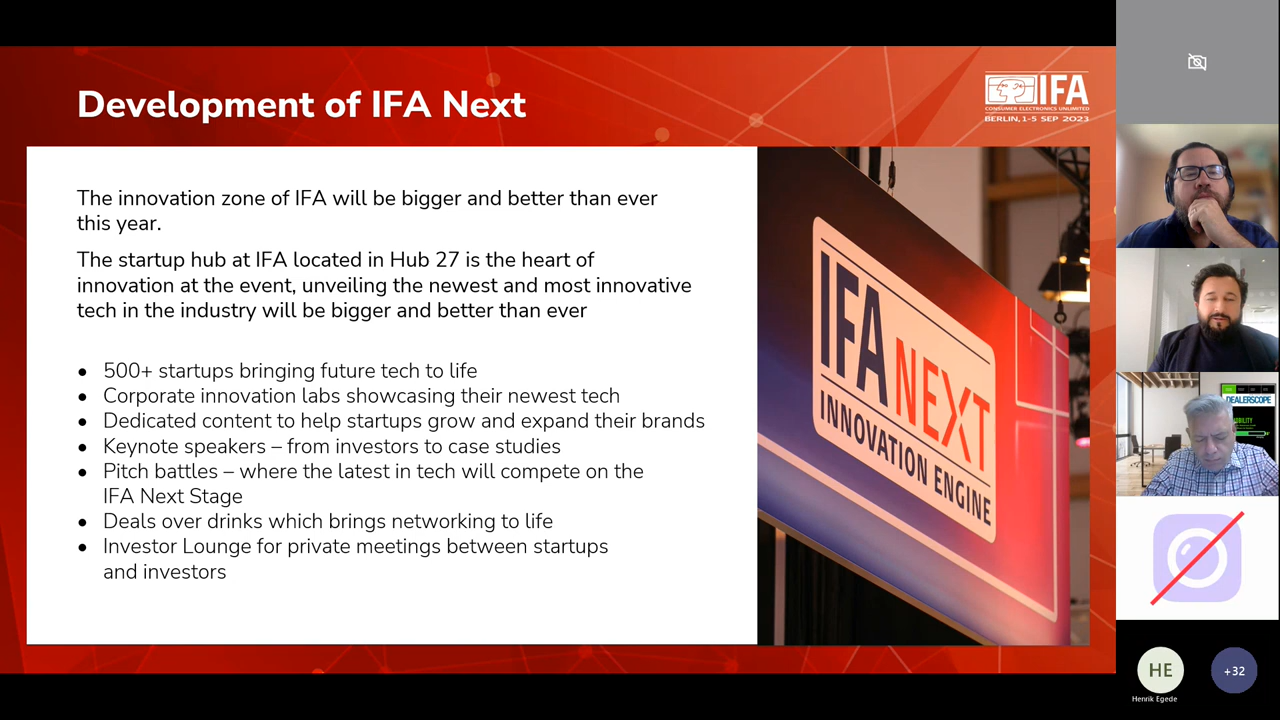 Development of IFA Next
IFA
CONSUMER ELECTRONICS UNLIMITED
BERLIN, 1-5 SEP 2023
The innovation zone of IFA will be bigger and better than ever
this year.
The startup hub at IFA located in Hub 27 is the heart of
innovation at the event, unveiling the newest and most innovative
tech in the industry will be bigger and better than ever
● 500+ startups bringing future tech to life
● Corporate innovation labs showcasing their newest tech
● Dedicated content to help startups grow and expand their brands
● Keynote speakers – from investors to case studies
● Pitch battles – where the latest in tech will compete on the
IFA Next Stage
● Deals over drinks which brings networking to life
● Investor Lounge for private meetings between startups
and investors
IFA NEXT
INNOVATION ENGINE
DEALERSCOPE
HE
Henrik Egede
+32